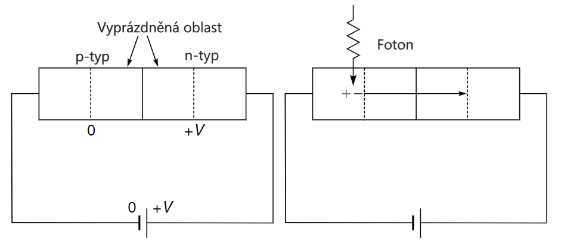 Vyprázdněná oblast
p-typ n-typ
Foton
+ –
0 +V
0 +V